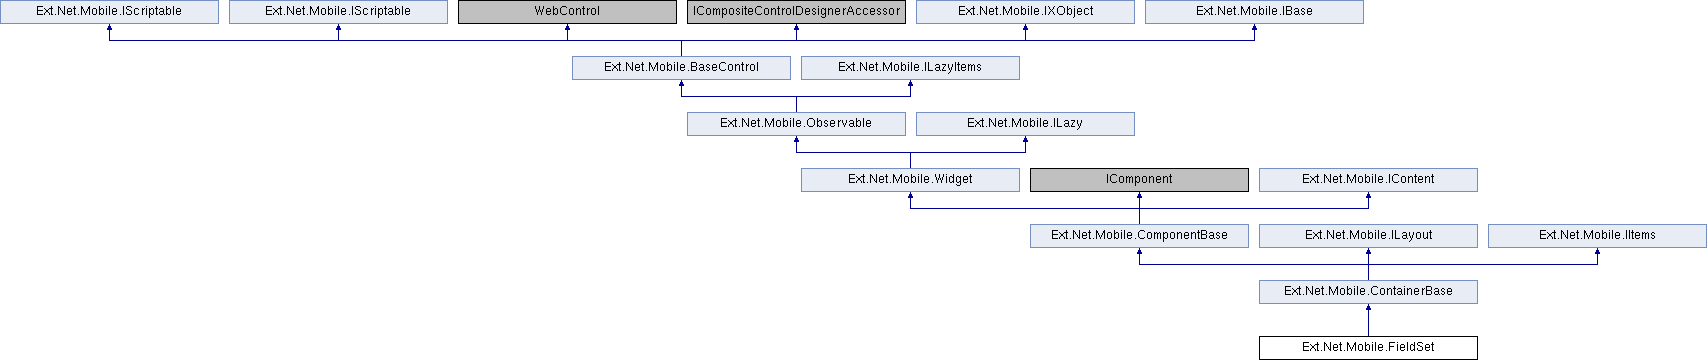 Ext.Net.Mobile.IScriptable
Ext.Net.Mobile.IScriptable
WebControl
ICompositeControlDesignerAccessor
Ext.Net.Mobile.IXObject
Ext.Net.Mobile.IBase
Ext.Net.Mobile.BaseControl
Ext.Net.Mobile.ILazyItems
Ext.Net.Mobile.Observable
Ext.Net.Mobile.ILazy
Ext.Net.Mobile.Widget
IComponent
Ext.Net.Mobile.IContent
Ext.Net.Mobile.ComponentBase
Ext.Net.Mobile.ILayout
Ext.Net.Mobile.IItems
Ext.Net.Mobile.ContainerBase
Ext.Net.Mobile.FieldSet